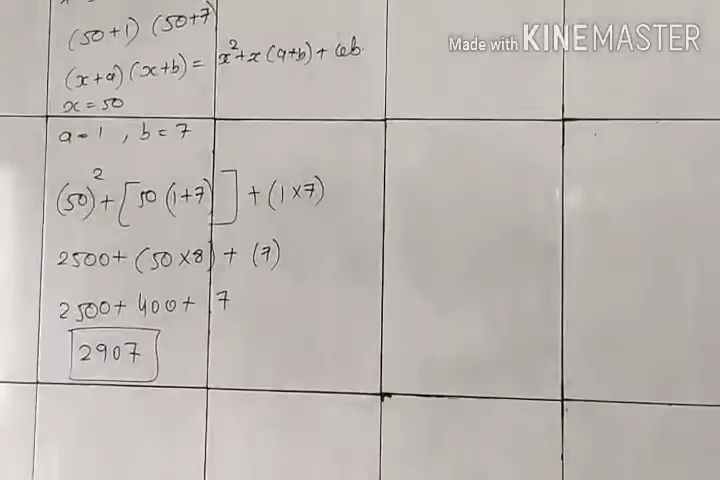 Made with KINEMASTER
(50+1) (50+7)
(x+a) (x+b) = x²+x (a+b) + ab
x = 50
a = 1 , b = 7
(50)² + [50 (1+7)] + (1×7)
2500 + (50×8) + (7)
2500 + 400 + 7
2907